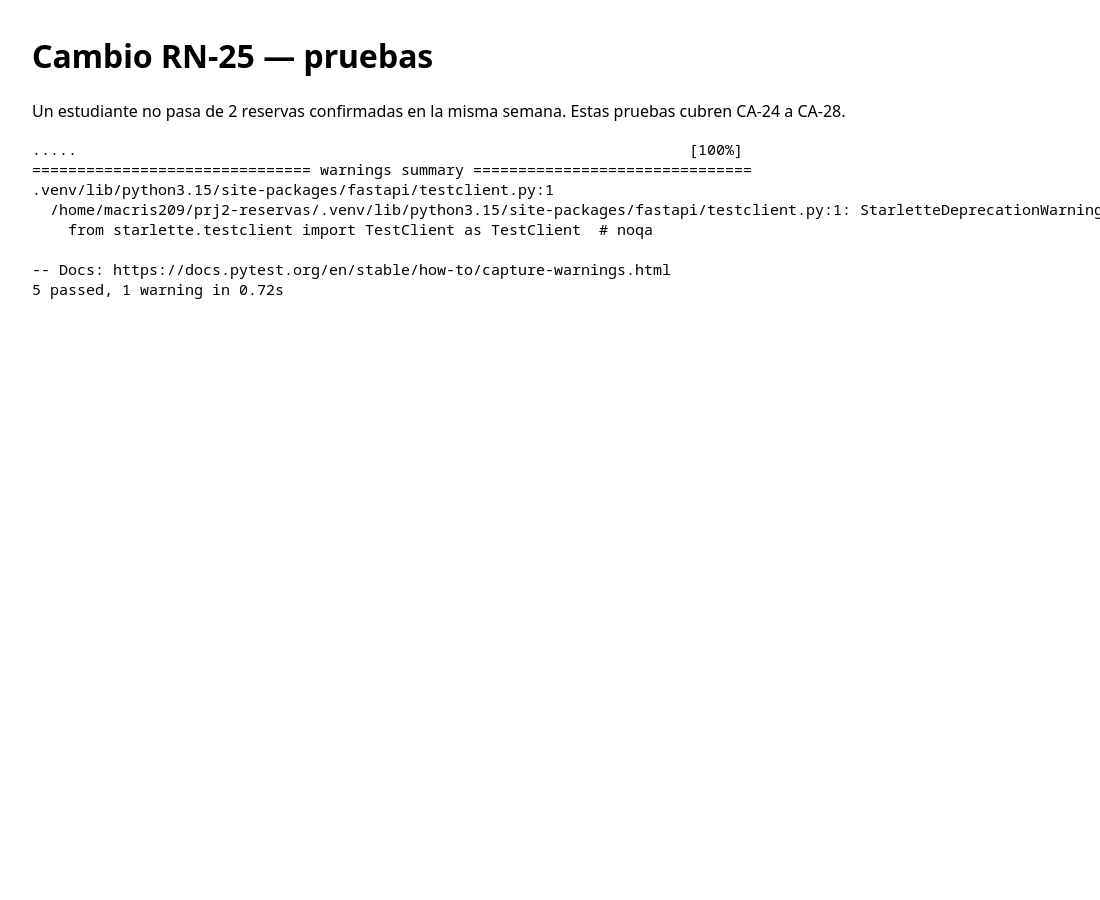 Cambio RN-25 — pruebas
Un estudiante no pasa de 2 reservas confirmadas en la misma semana. Estas pruebas cubren CA-24 a CA-28.
..... [100%]
=============================== warnings summary ===============================
.venv/lib/python3.15/site-packages/fastapi/testclient.py:1
/home/macris209/prj2-reservas/.venv/lib/python3.15/site-packages/fastapi/testclient.py:1: StarletteDeprecationWarning
from starlette.testclient import TestClient as TestClient # noqa
-- Docs: https://docs.pytest.org/en/stable/how-to/capture-warnings.html
5 passed, 1 warning in 0.72s